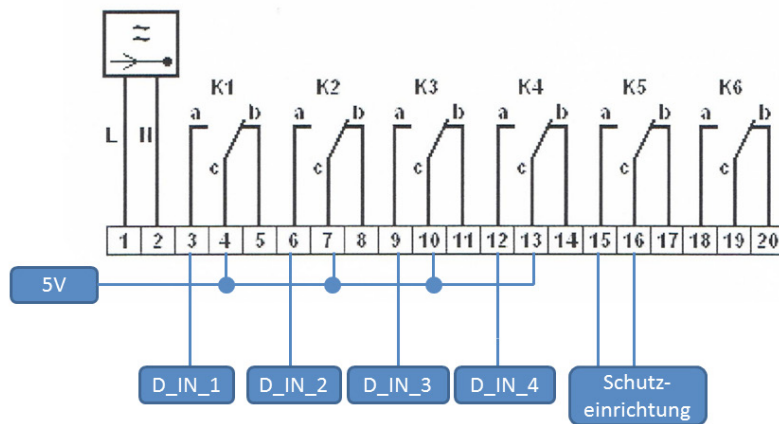 ≂
K1 K2 K3 K4 K5 K6
a b a b a b a b a b a b
L II
c c c c c c
1 2 3 4 5 6 7 8 9 10 11 12 13 14 15 16 17 18 19 20
5V
D_IN_1 D_IN_2 D_IN_3 D_IN_4 Schutz-
einrichtung